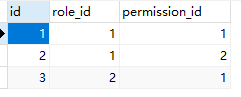 id role_id permission_id
1 1 1
2 1 2
3 2 1